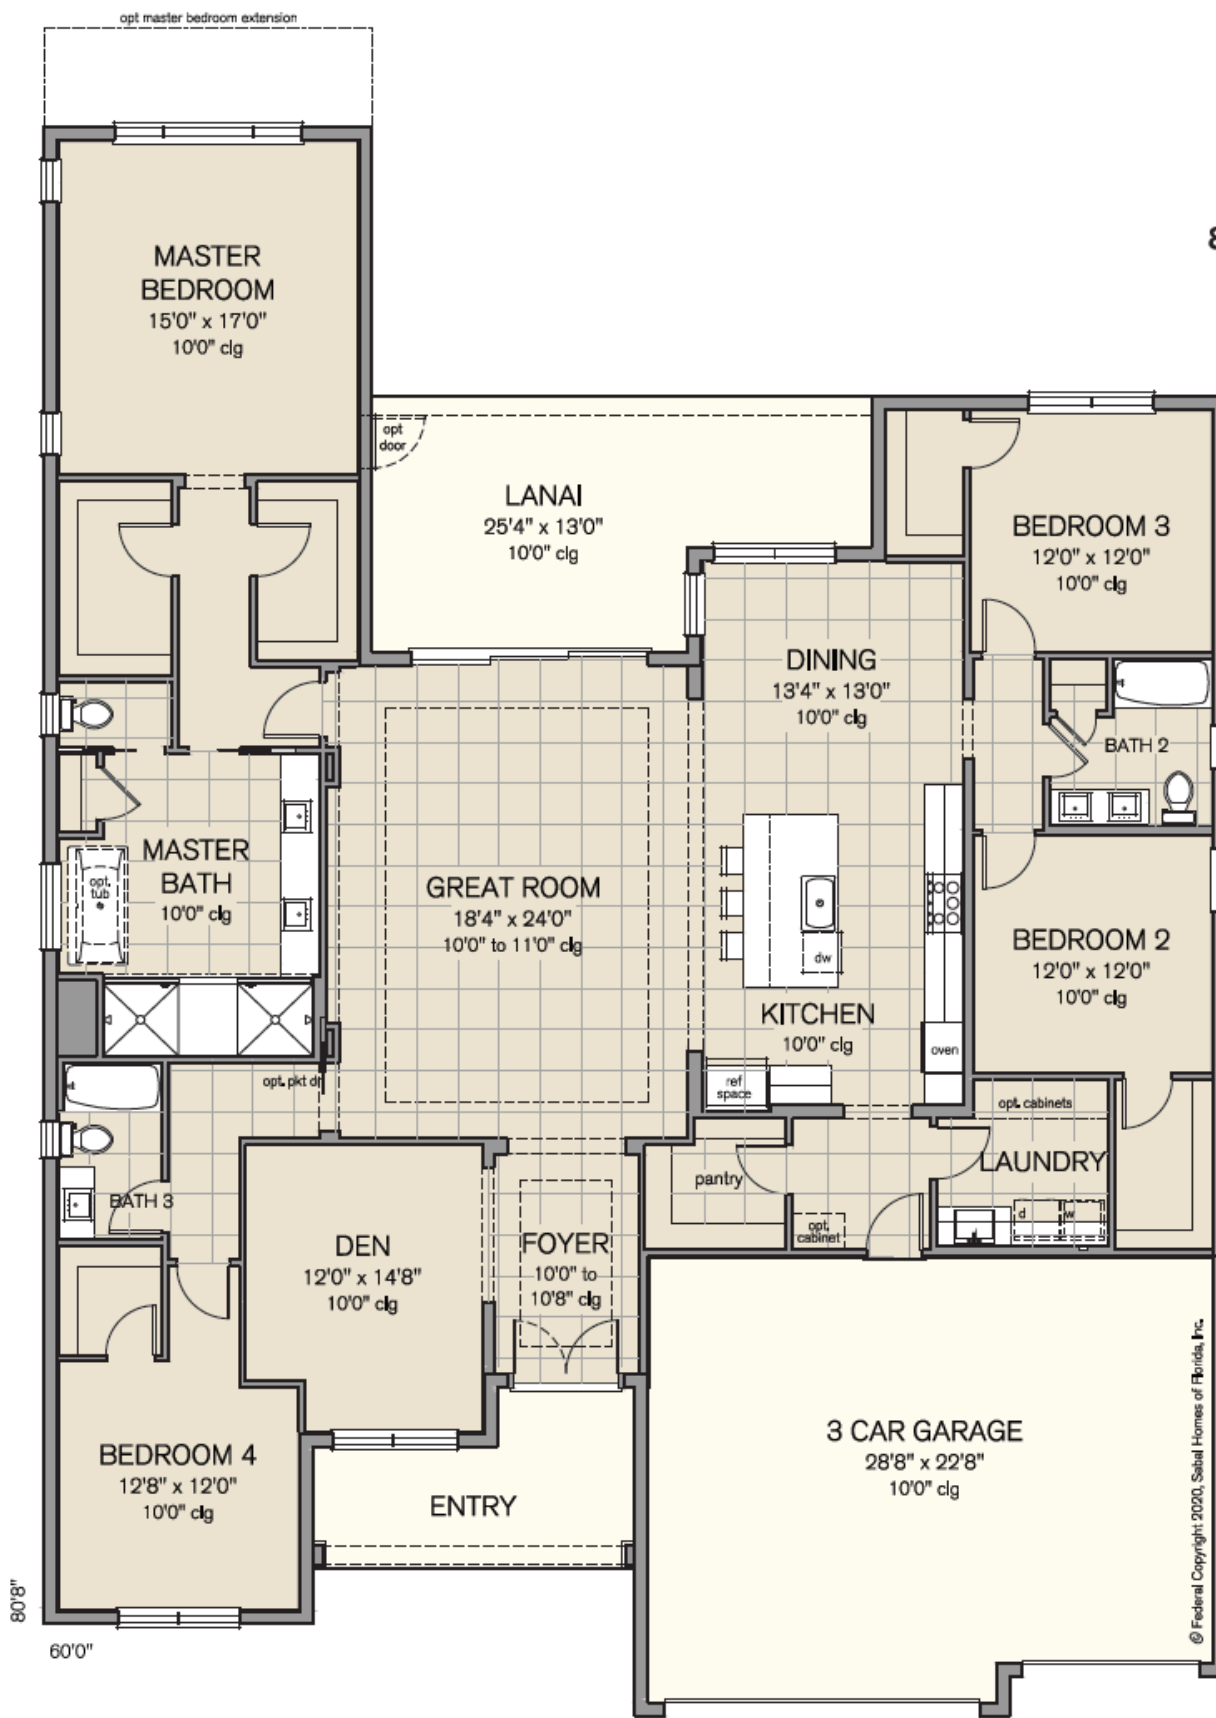 opt master bedroom extension
MASTER
BEDROOM
15'0" x 17'0"
10'0" clg
opt
door
LANAI
25'4" x 13'0"
10'0" clg
BEDROOM 3
12'0" x 12'0"
10'0" clg
DINING
13'4" x 13'0"
10'0" clg
BATH 2
MASTER
BATH
10'0" clg
opt.
tub
GREAT ROOM
18'4" x 24'0"
10'0" to 11'0" clg
dw
KITCHEN
10'0" clg
oven
ref
space
BEDROOM 2
12'0" x 12'0"
10'0" clg
opt. pkt dr
opt. cabinets
LAUNDRY
d
w
pantry
opt.
cabinet
BATH 3
DEN
12'0" x 14'8"
10'0" clg
FOYER
10'0" to
10'8" clg
BEDROOM 4
12'8" x 12'0"
10'0" clg
ENTRY
3 CAR GARAGE
28'8" x 22'8"
10'0" clg
80'8"
60'0"
© Federal Copyright 2020, Sabal Homes of Florida, Inc.